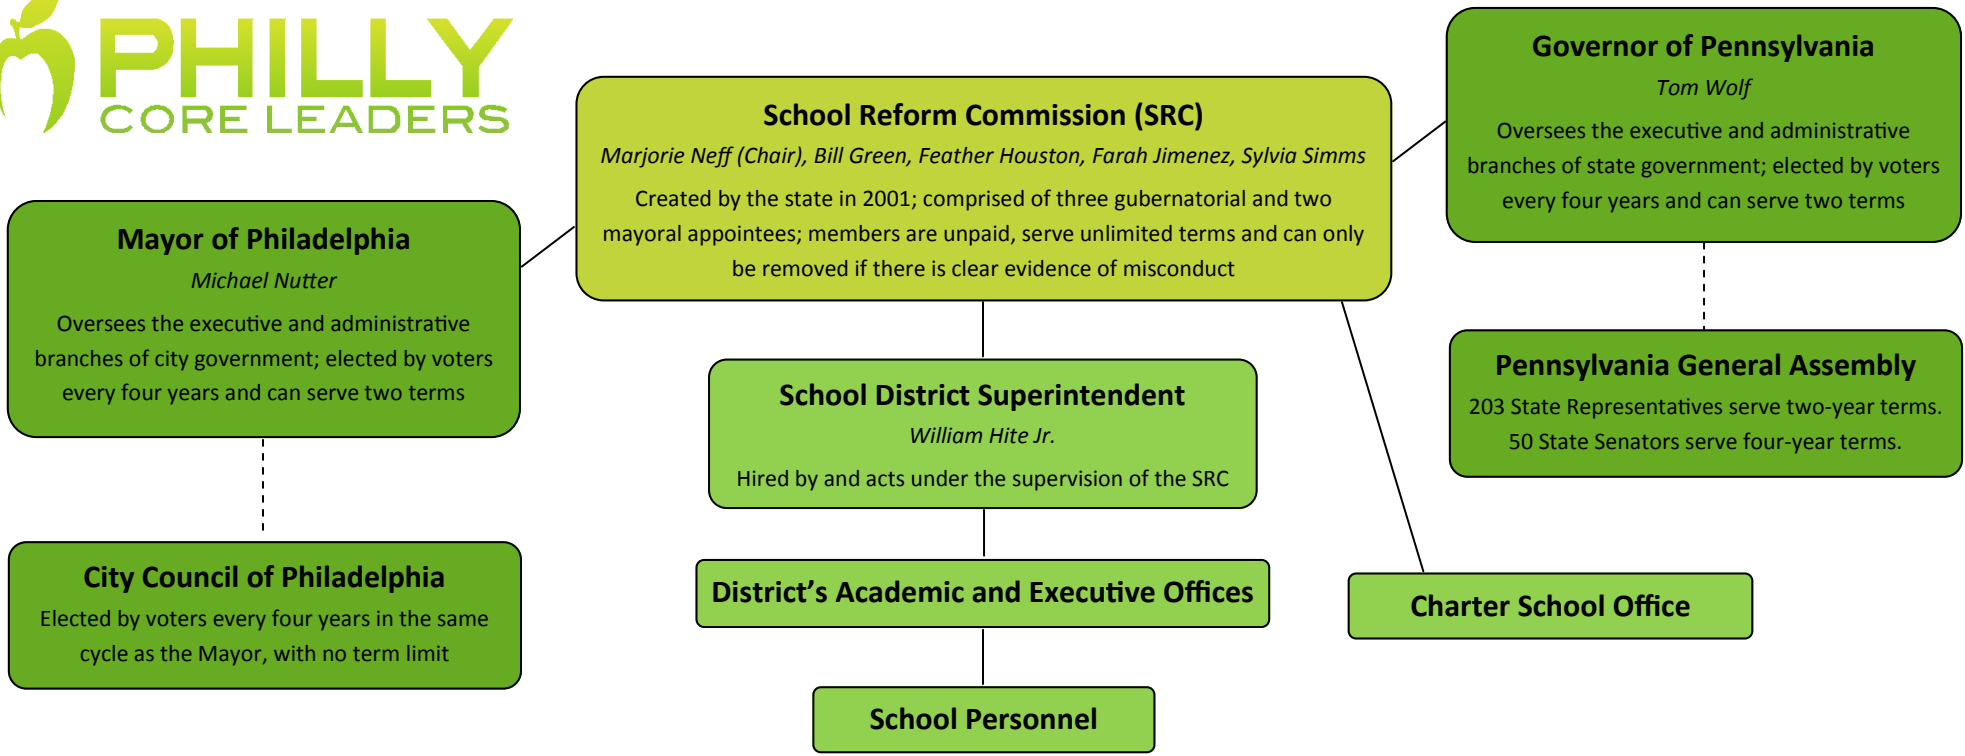 PHILLY
CORE LEADERS
School Reform Commission (SRC)
Marjorie Neff (Chair), Bill Green, Feather Houston, Farah Jimenez, Sylvia Simms
Created by the state in 2001; comprised of three gubernatorial and two
mayoral appointees; members are unpaid, serve unlimited terms and can only
be removed if there is clear evidence of misconduct
Governor of Pennsylvania
Tom Wolf
Oversees the executive and administrative
branches of state government; elected by voters
every four years and can serve two terms
Mayor of Philadelphia
Michael Nutter
Oversees the executive and administrative
branches of city government; elected by voters
every four years and can serve two terms
School District Superintendent
William Hite Jr.
Hired by and acts under the supervision of the SRC
Pennsylvania General Assembly
203 State Representatives serve two-year terms.
50 State Senators serve four-year terms.
City Council of Philadelphia
Elected by voters every four years in the same
cycle as the Mayor, with no term limit
District’s Academic and Executive Offices
Charter School Office
School Personnel